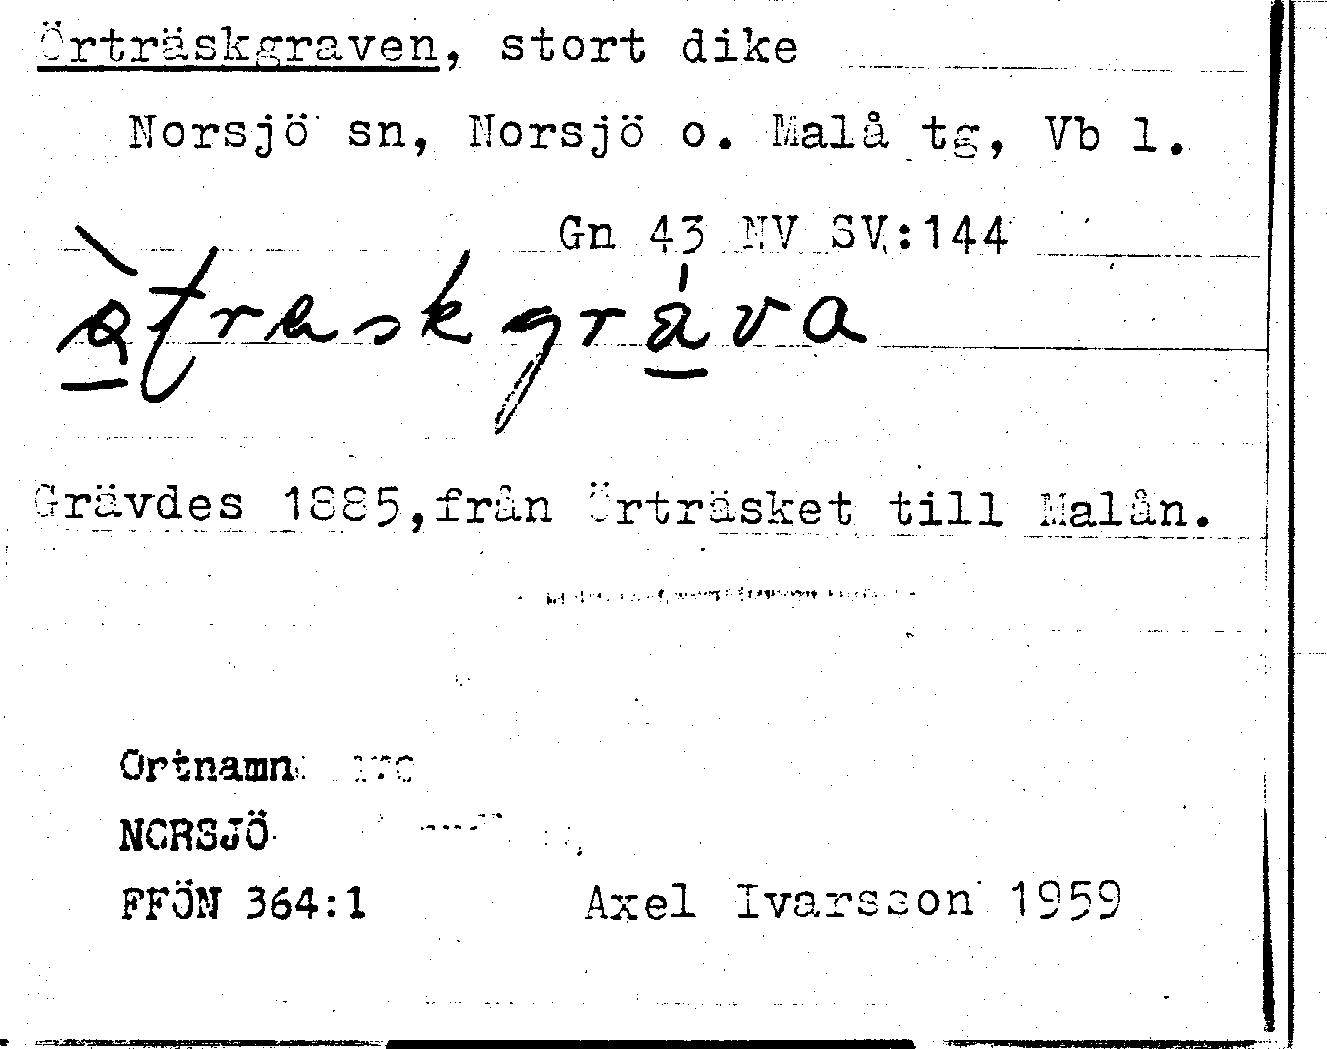 Örträskgraven, stort dike
Norsjö sn, Norsjö o. Malå tg, Vb l.
Gn 43 NV SV:144
Grävdes 1885, från Örträsket till Malån.
Ortnamn
NORSJÖ
FFÖN 364:1 Axel Ivarsson 1959